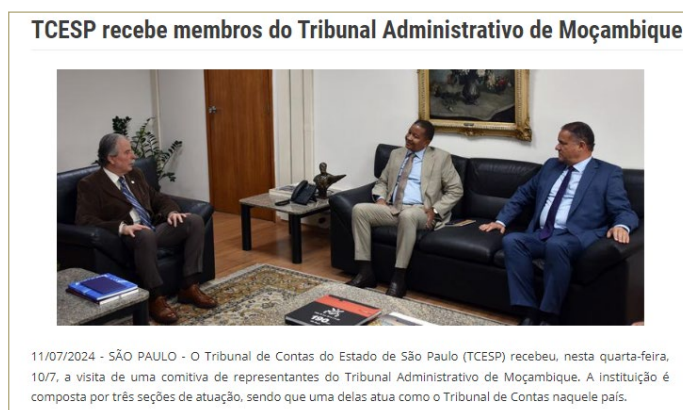 TCESP recebe membros do Tribunal Administrativo de Moçambique
11/07/2024 - SÃO PAULO - O Tribunal de Contas do Estado de São Paulo (TCESP) recebeu, nesta quarta-feira,
10/7, a visita de uma comitiva de representantes do Tribunal Administrativo de Moçambique. A instituição é
composta por três seções de atuação, sendo que uma delas atua como o Tribunal de Contas naquele país.